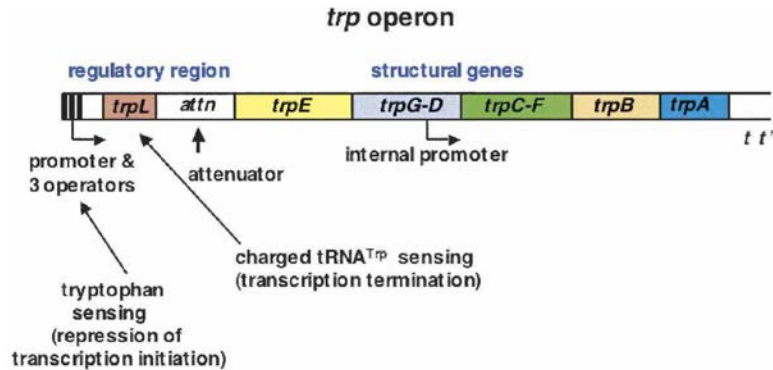 trp operon
regulatory region
structural genes
trpL attn trpE trpG-D trpC-F trpB trpA
t t'
promoter &
3 operators
attenuator
internal promoter
charged tRNAᵀʳᵖ sensing
(transcription termination)
tryptophan
sensing
(repression of
transcription initiation)